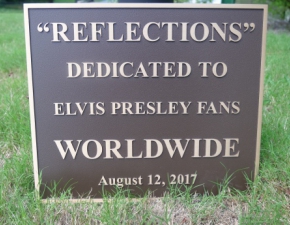 “REFLECTIONS”
DEDICATED TO
ELVIS PRESLEY FANS
WORLDWIDE
August 12, 2017